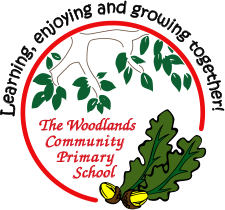 Learning, enjoying and growing together!
The Woodlands
Community
Primary
School